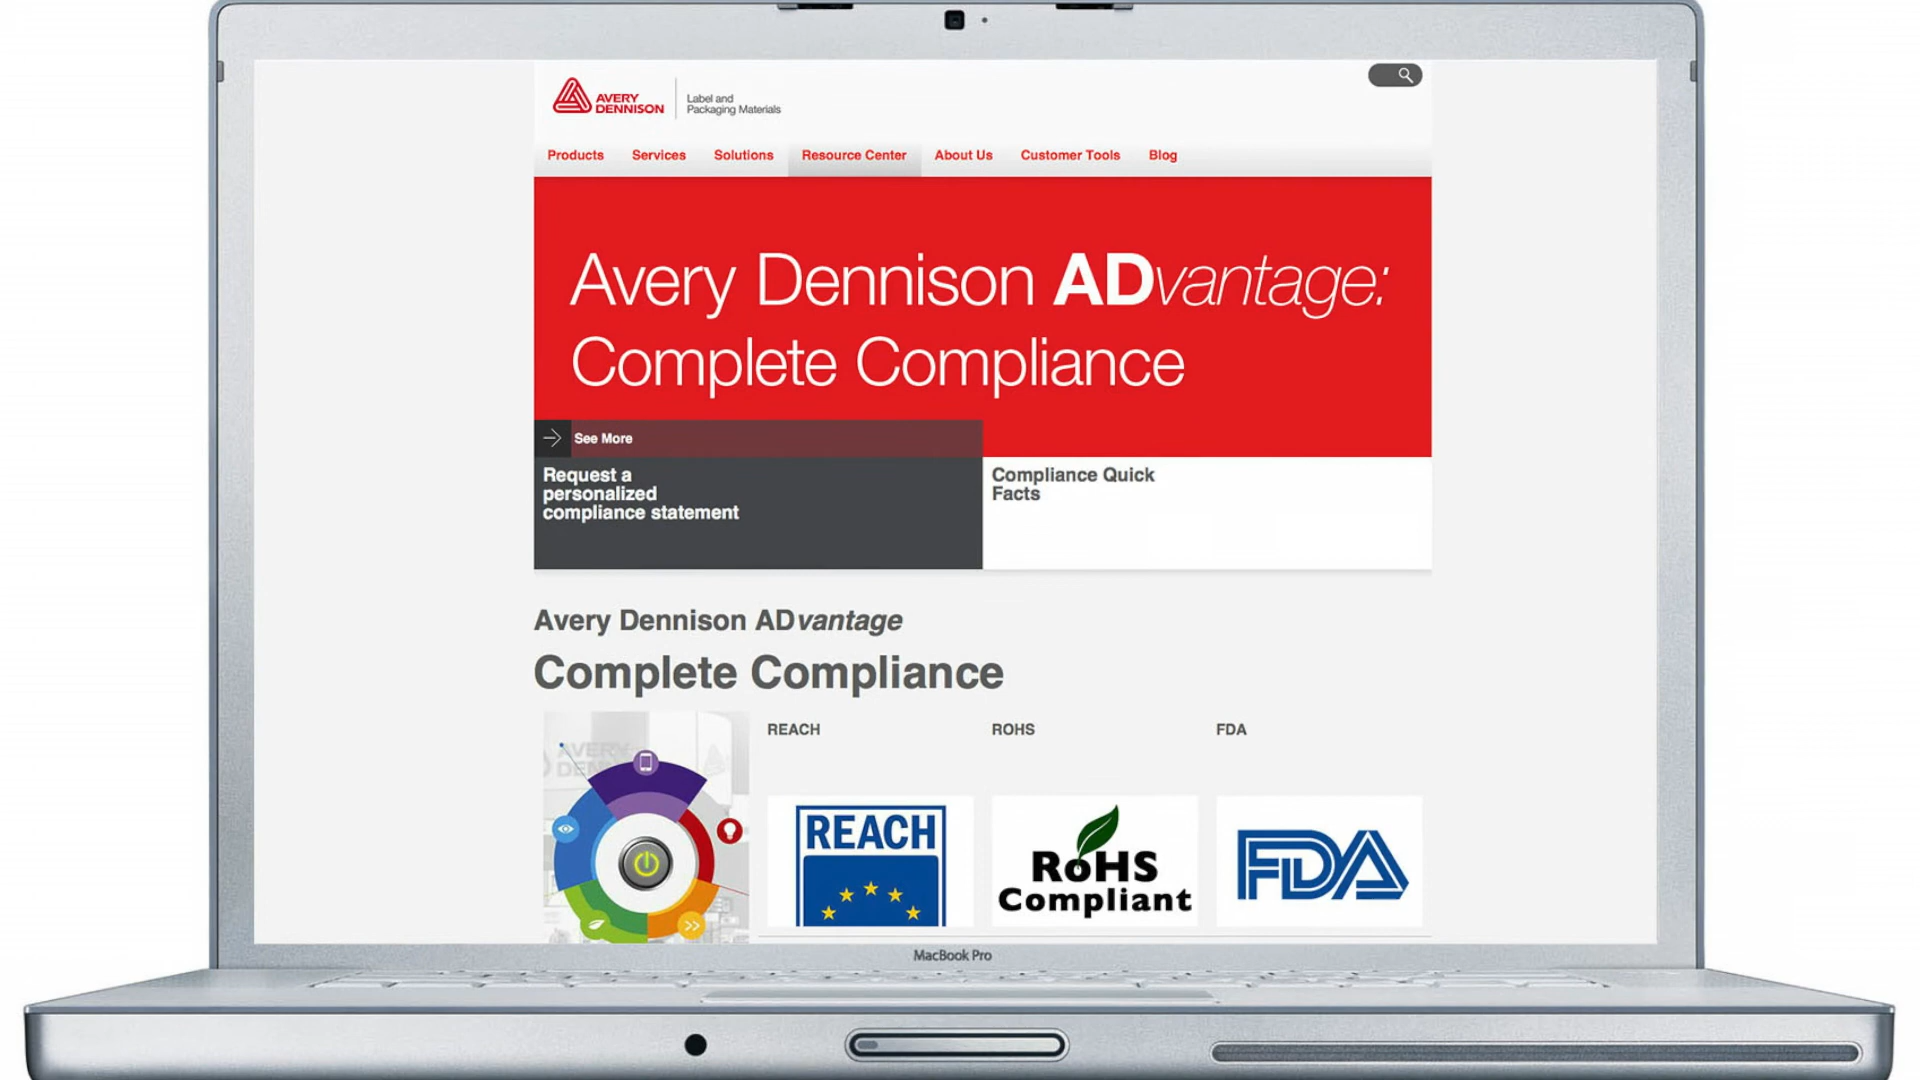 AVERY
DENNISON
Label and
Packaging Materials
Products Services Solutions Resource Center About Us Customer Tools Blog
Avery Dennison ADvantage:
Complete Compliance
See More
Request a
personalized
compliance statement
Compliance Quick
Facts
Avery Dennison ADvantage
Complete Compliance
REACH ROHS FDA
AVERY
REACH
RoHS
Compliant
FDA
MacBook Pro